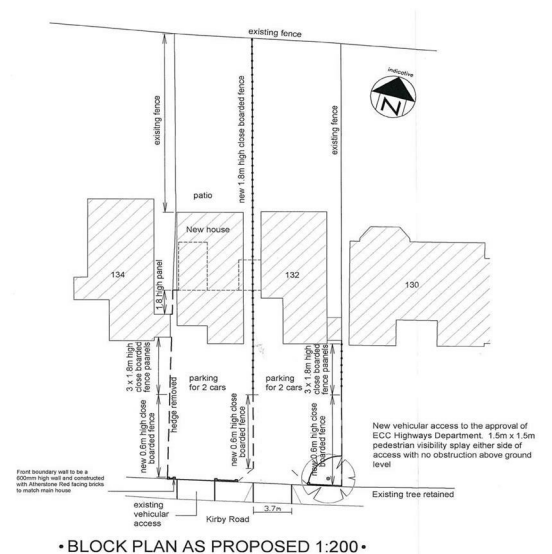 existing fence
indicative
N
exisitng fence
new 1.8m high close boarded fence
existing fence
patio
New house
134
132
130
1.8 high panel
3 x 1.8m high
close boarded
fence paanels
hedge removed
parking
for 2 cars
parking
for 2 cars
3 x 1.8m high
close boarded
fence paanels
new 0.6m high close
boarded fence
new 0.6m high close
boarded fence
new 0.6m high close
boarded fence
New vehicular access to the approval of
ECC Highways Department. 1.5m x 1.5m
pedestrian visibility splay either side of
access with no obstruction above ground
level
Front boundary wall to be a
600mm high wall and constructed
with Atherstone Red facing bricks
to match main house
existing
vehicular
access
Kirby Road
3.7m
Existing tree retained
• BLOCK PLAN AS PROPOSED 1:200 •